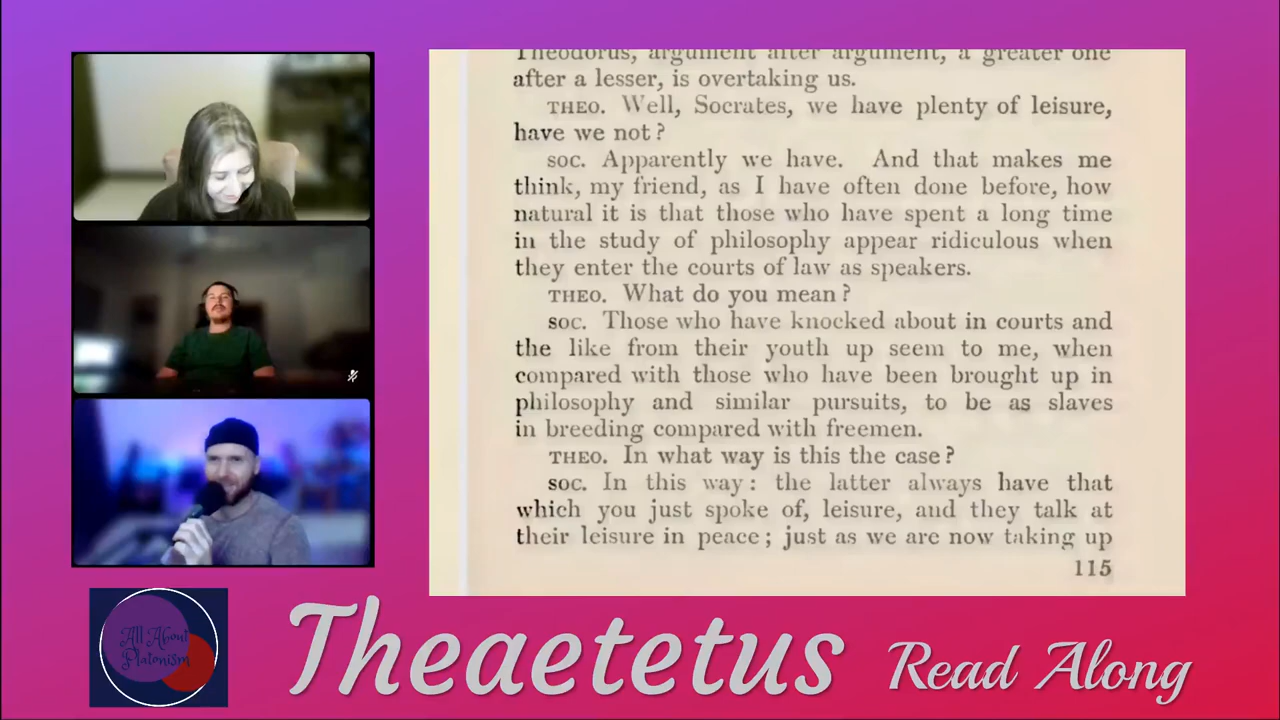 Theodorus, argument after argument, a greater one
after a lesser, is overtaking us.
THEO. Well, Socrates, we have plenty of leisure,
have we not?
SOC. Apparently we have. And that makes me
think, my friend, as I have often done before, how
natural it is that those who have spent a long time
in the study of philosophy appear ridiculous when
they enter the courts of law as speakers.
THEO. What do you mean?
SOC. Those who have knocked about in courts and
the like from their youth up seem to me, when
compared with those who have been brought up in
philosophy and similar pursuits, to be as slaves
in breeding compared with freemen.
THEO. In what way is this the case?
SOC. In this way: the latter always have that
which you just spoke of, leisure, and they talk at
their leisure in peace; just as we are now taking up
115
All About
Platonism
Theaetetus Read Along